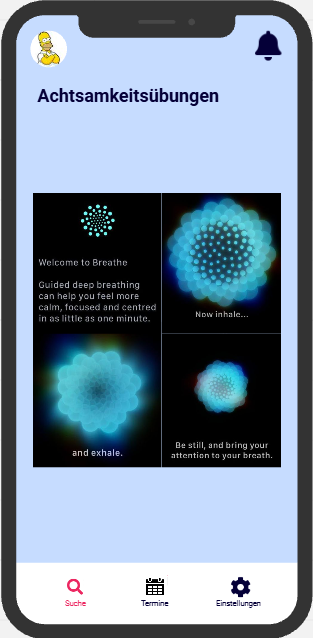 Achtsamkeitsübungen
Welcome to Breathe
Guided deep breathing
can help you feel more
calm, focused and centred
in as little as one minute.
Now inhale...
and exhale.
Be still, and bring your
attention to your breath.
Suche
Termine
Einstellungen